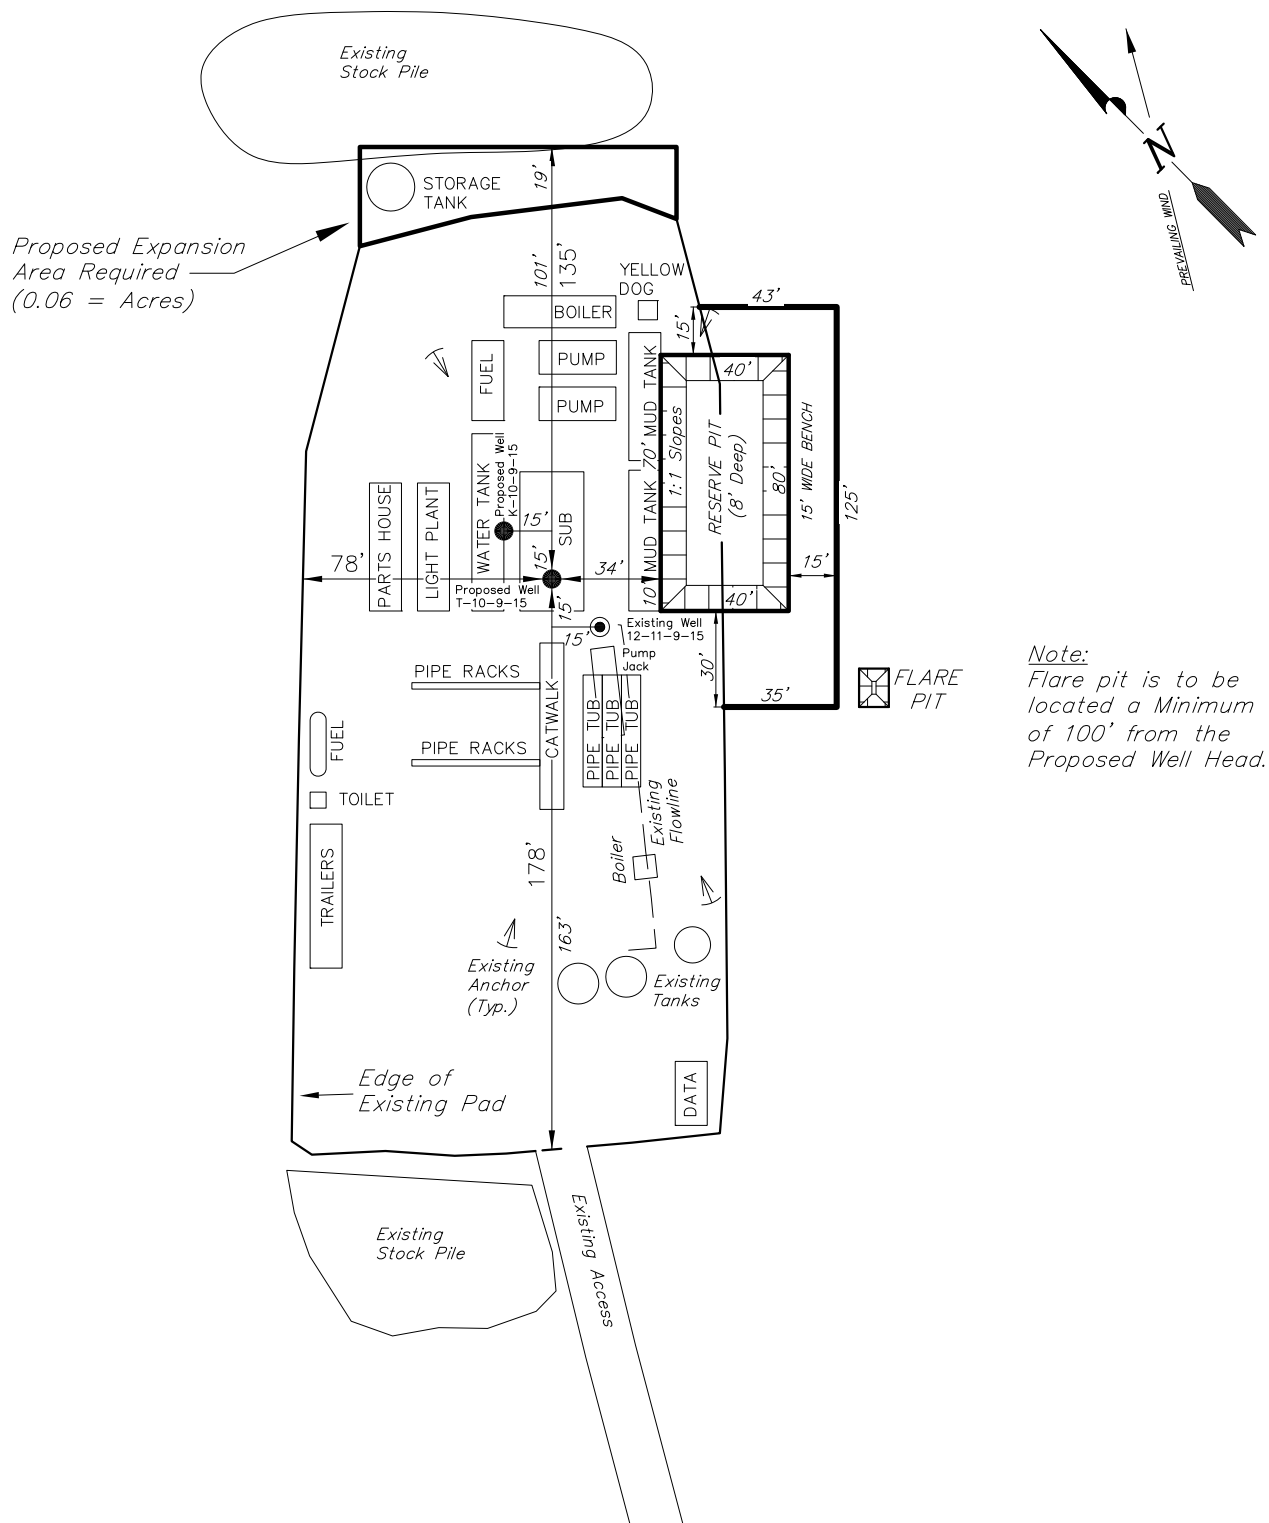 Existing
Stock Pile
N
PREVAILING WIND
19'
STORAGE
TANK
Proposed Expansion
Area Required
(0.06 = Acres)
101'
135'
YELLOW
DOG
43'
BOILER
15'
FUEL
PUMP
MUD TANK
40'
PUMP
1:1 Slopes
RESERVE PIT
(8' Deep)
80'
15' WIDE BENCH
125'
70'
WATER TANK
Proposed Well
K-10-9-15
PARTS HOUSE
LIGHT PLANT
15'
SUB
MUD TANK
78'
15'
34'
15'
10'
Proposed Well
T-10-9-15
15'
40'
15'
Existing Well
12-11-9-15
Pump
Jack
30'
PIPE RACKS
CATWALK
PIPE TUB
PIPE TUB
PIPE TUB
35'
FLARE
PIT
Note:
Flare pit is to be
located a Minimum
of 100' from the
Proposed Well Head.
FUEL
PIPE RACKS
TOILET
Existing
Flowline
TRAILERS
178'
Boiler
163'
Existing
Anchor
(Typ.)
Existing
Tanks
Edge of
Existing Pad
DATA
Existing
Stock Pile
Existing Access